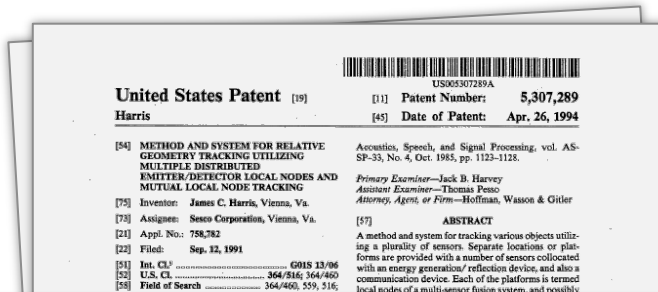 US005307289A
United States Patent [19]
Harris
[11] Patent Number: 5,307,289
[45] Date of Patent: Apr. 26, 1994
[54] METHOD AND SYSTEM FOR RELATIVE
GEOMETRY TRACKING UTILIZING
MULTIPLE DISTRIBUTED
EMITTER/DETECTOR LOCAL NODES AND
MUTUAL LOCAL NODE TRACKING
[75] Inventor: James C. Harris, Vienna, Va.
[73] Assignee: Sesco Corporation, Vienna, Va.
[21] Appl. No.: 758,782
[22] Filed: Sep. 12, 1991
[51] Int. Cl.⁵ ............................ G01S 13/06
[52] U.S. Cl. ............................ 364/516; 364/460
[58] Field of Search .................. 364/460, 559, 516;
Acoustics, Speech, and Signal Processing, vol. AS-
SP-33, No. 4, Oct. 1985, pp. 1123-1128.
Primary Examiner—Jack B. Harvey
Assistant Examiner—Thomas Pesso
Attorney, Agent, or Firm—Hoffman, Wasson & Gitler
[57] ABSTRACT
A method and system for tracking various objects utiliz-
ing a plurality of sensors. Separate locations or plat-
forms are provided with a number of sensors collocated
with an energy generation/ reflection device, and also a
communication device. Each of the platforms is termed
local nodes of a multi-sensor fusion system, and possibly